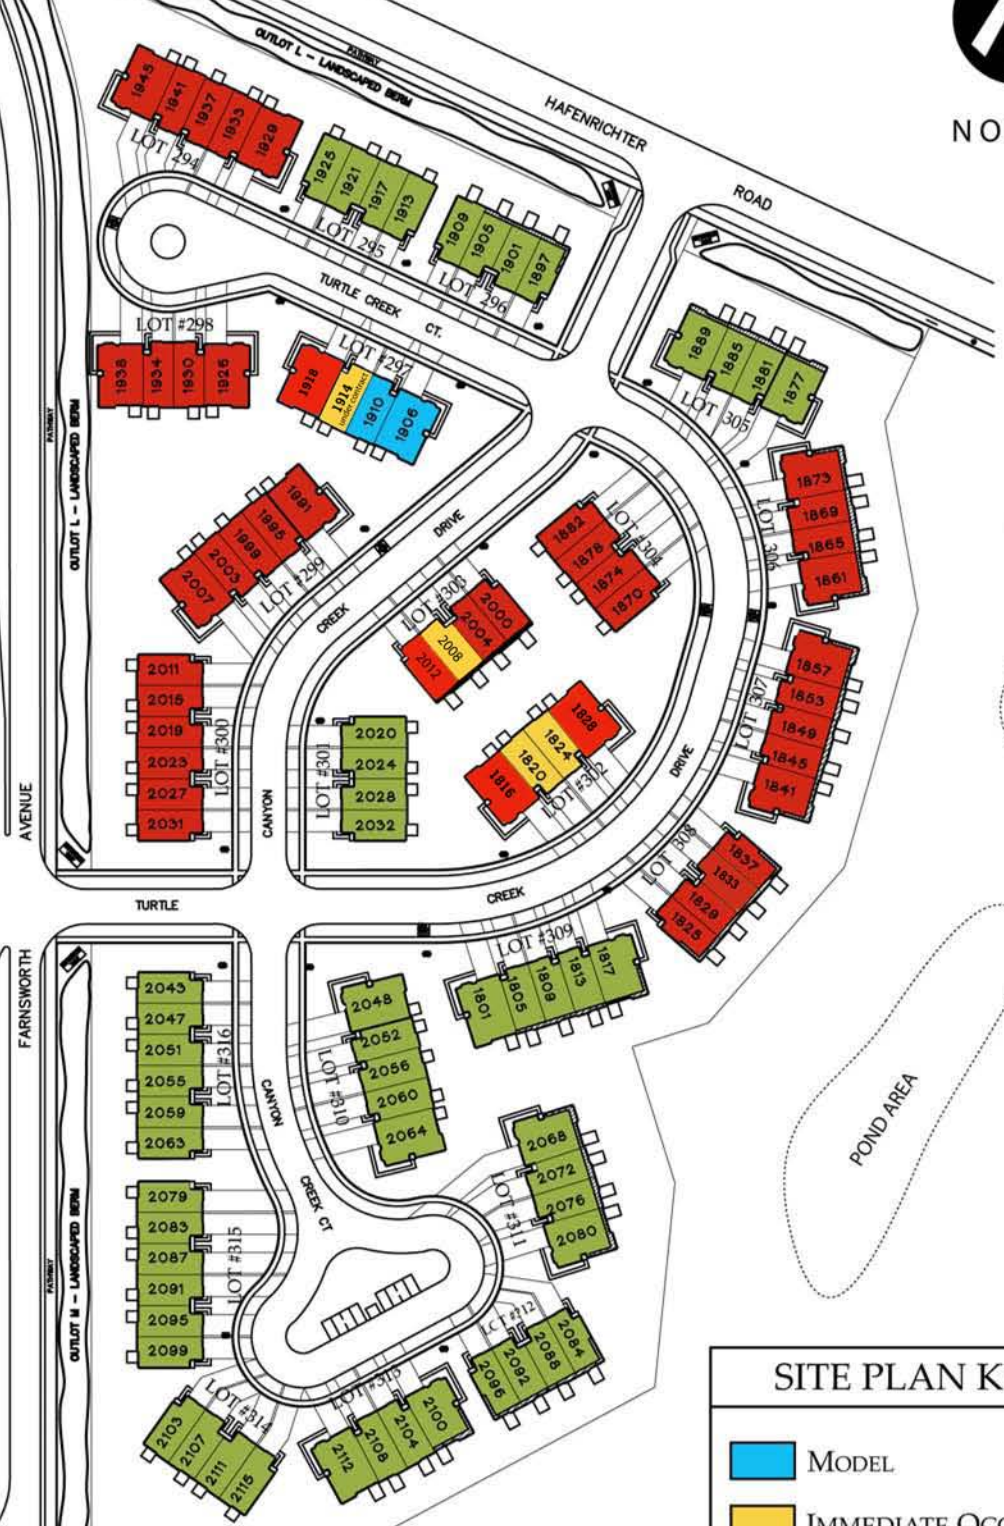 OUTLOT L - LANDSCAPED BERM
PATHWAY
HAFENRICHTER
ROAD
NO
1945
1941
1937
1933
1929
LOT 294
1925
1921
1917
1913
LOT 295
1909
1905
1901
1897
LOT 296
TURTLE CREEK CT.
LOT #298
1938
1934
1930
1926
LOT #297
1918
1914
under contract
1910
1906
1889
1885
1881
1877
LOT 305
PATHWAY
OUTLOT L - LANDSCAPED BERM
1991
1995
1999
2003
2007
LOT #299
DRIVE
CREEK
CANYON
LOT #303
2000
2004
2008
2012
1882
1878
1874
1870
LOT #304
1873
1869
1865
1861
LOT 306
1857
1853
1849
1845
1841
LOT 307
2011
2015
2019
2023
2027
2031
LOT #300
LOT #301
2020
2024
2028
2032
1828
1824
1820
1816
LOT #302
DRIVE
CREEK
TURTLE
1837
1833
1829
1825
LOT 308
LOT #309
1801
1805
1809
1813
1817
AVENUE
FARNSWORTH
2043
2047
2051
2055
2059
2063
LOT #316
CANYON
CREEK CT
2048
2052
2056
2060
2064
LOT #310
2068
2072
2076
2080
LOT #311
POND AREA
2079
2083
2087
2091
2095
2099
LOT #315
PATHWAY
OUTLOT M - LANDSCAPED BERM
2084
2088
2092
2096
2103
2107
2111
2115
LOT #314
LOT #313
2100
2104
2108
2112
SITE PLAN K
MODEL